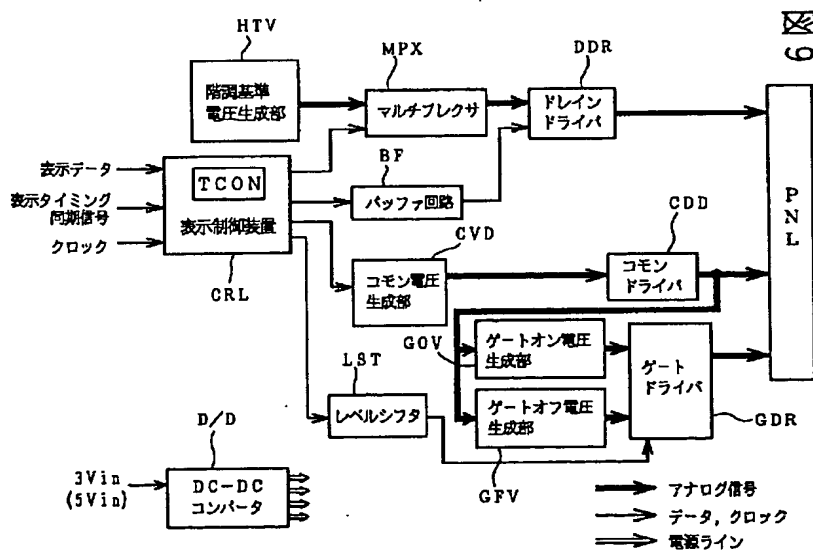 図 9
HTV
MPX
DDR
階調基準
電圧生成部
マルチプレクサ
ドレイン
ドライバ
PNL
表示データ
表示タイミング
同期信号
クロック
TCON
表示制御装置
CRL
BF
バッファ回路
CVD
コモン電圧
生成部
CDD
コモン
ドライバ
GOV
ゲートオン電圧
生成部
ゲート
ドライバ
LST
レベルシフタ
ゲートオフ電圧
生成部
GFV
GDR
D/D
3Vin
(5Vin)
DC-DC
コンバータ
アナログ信号
データ, クロック
電源ライン